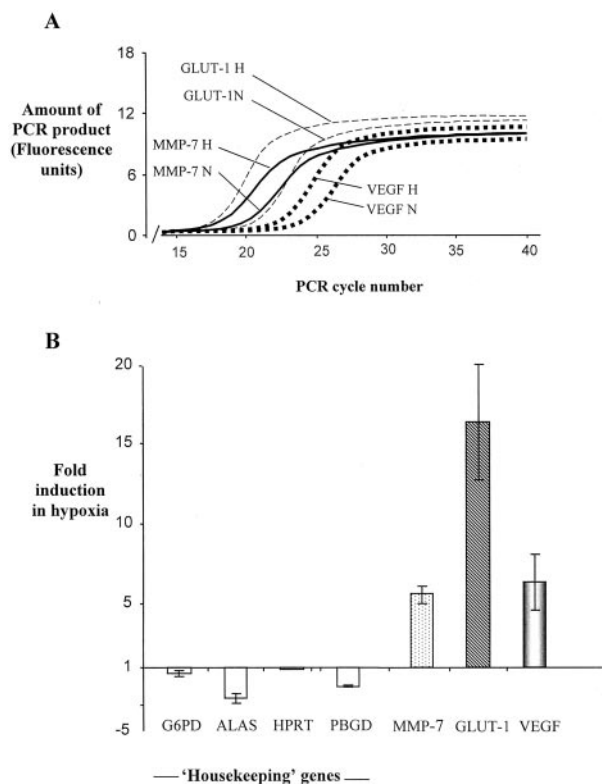 A
18
12
6
0
Amount of
PCR product
(Fluorescence
units)
GLUT-1 H
GLUT-1N
MMP-7 H
MMP-7 N
VEGF H
VEGF N
15 20 25 30 35 40
PCR cycle number
B
20
15
10
5
1
-5
Fold
induction
in hypoxia
G6PD ALAS HPRT PBGD MMP-7 GLUT-1 VEGF
'Housekeeping' genes